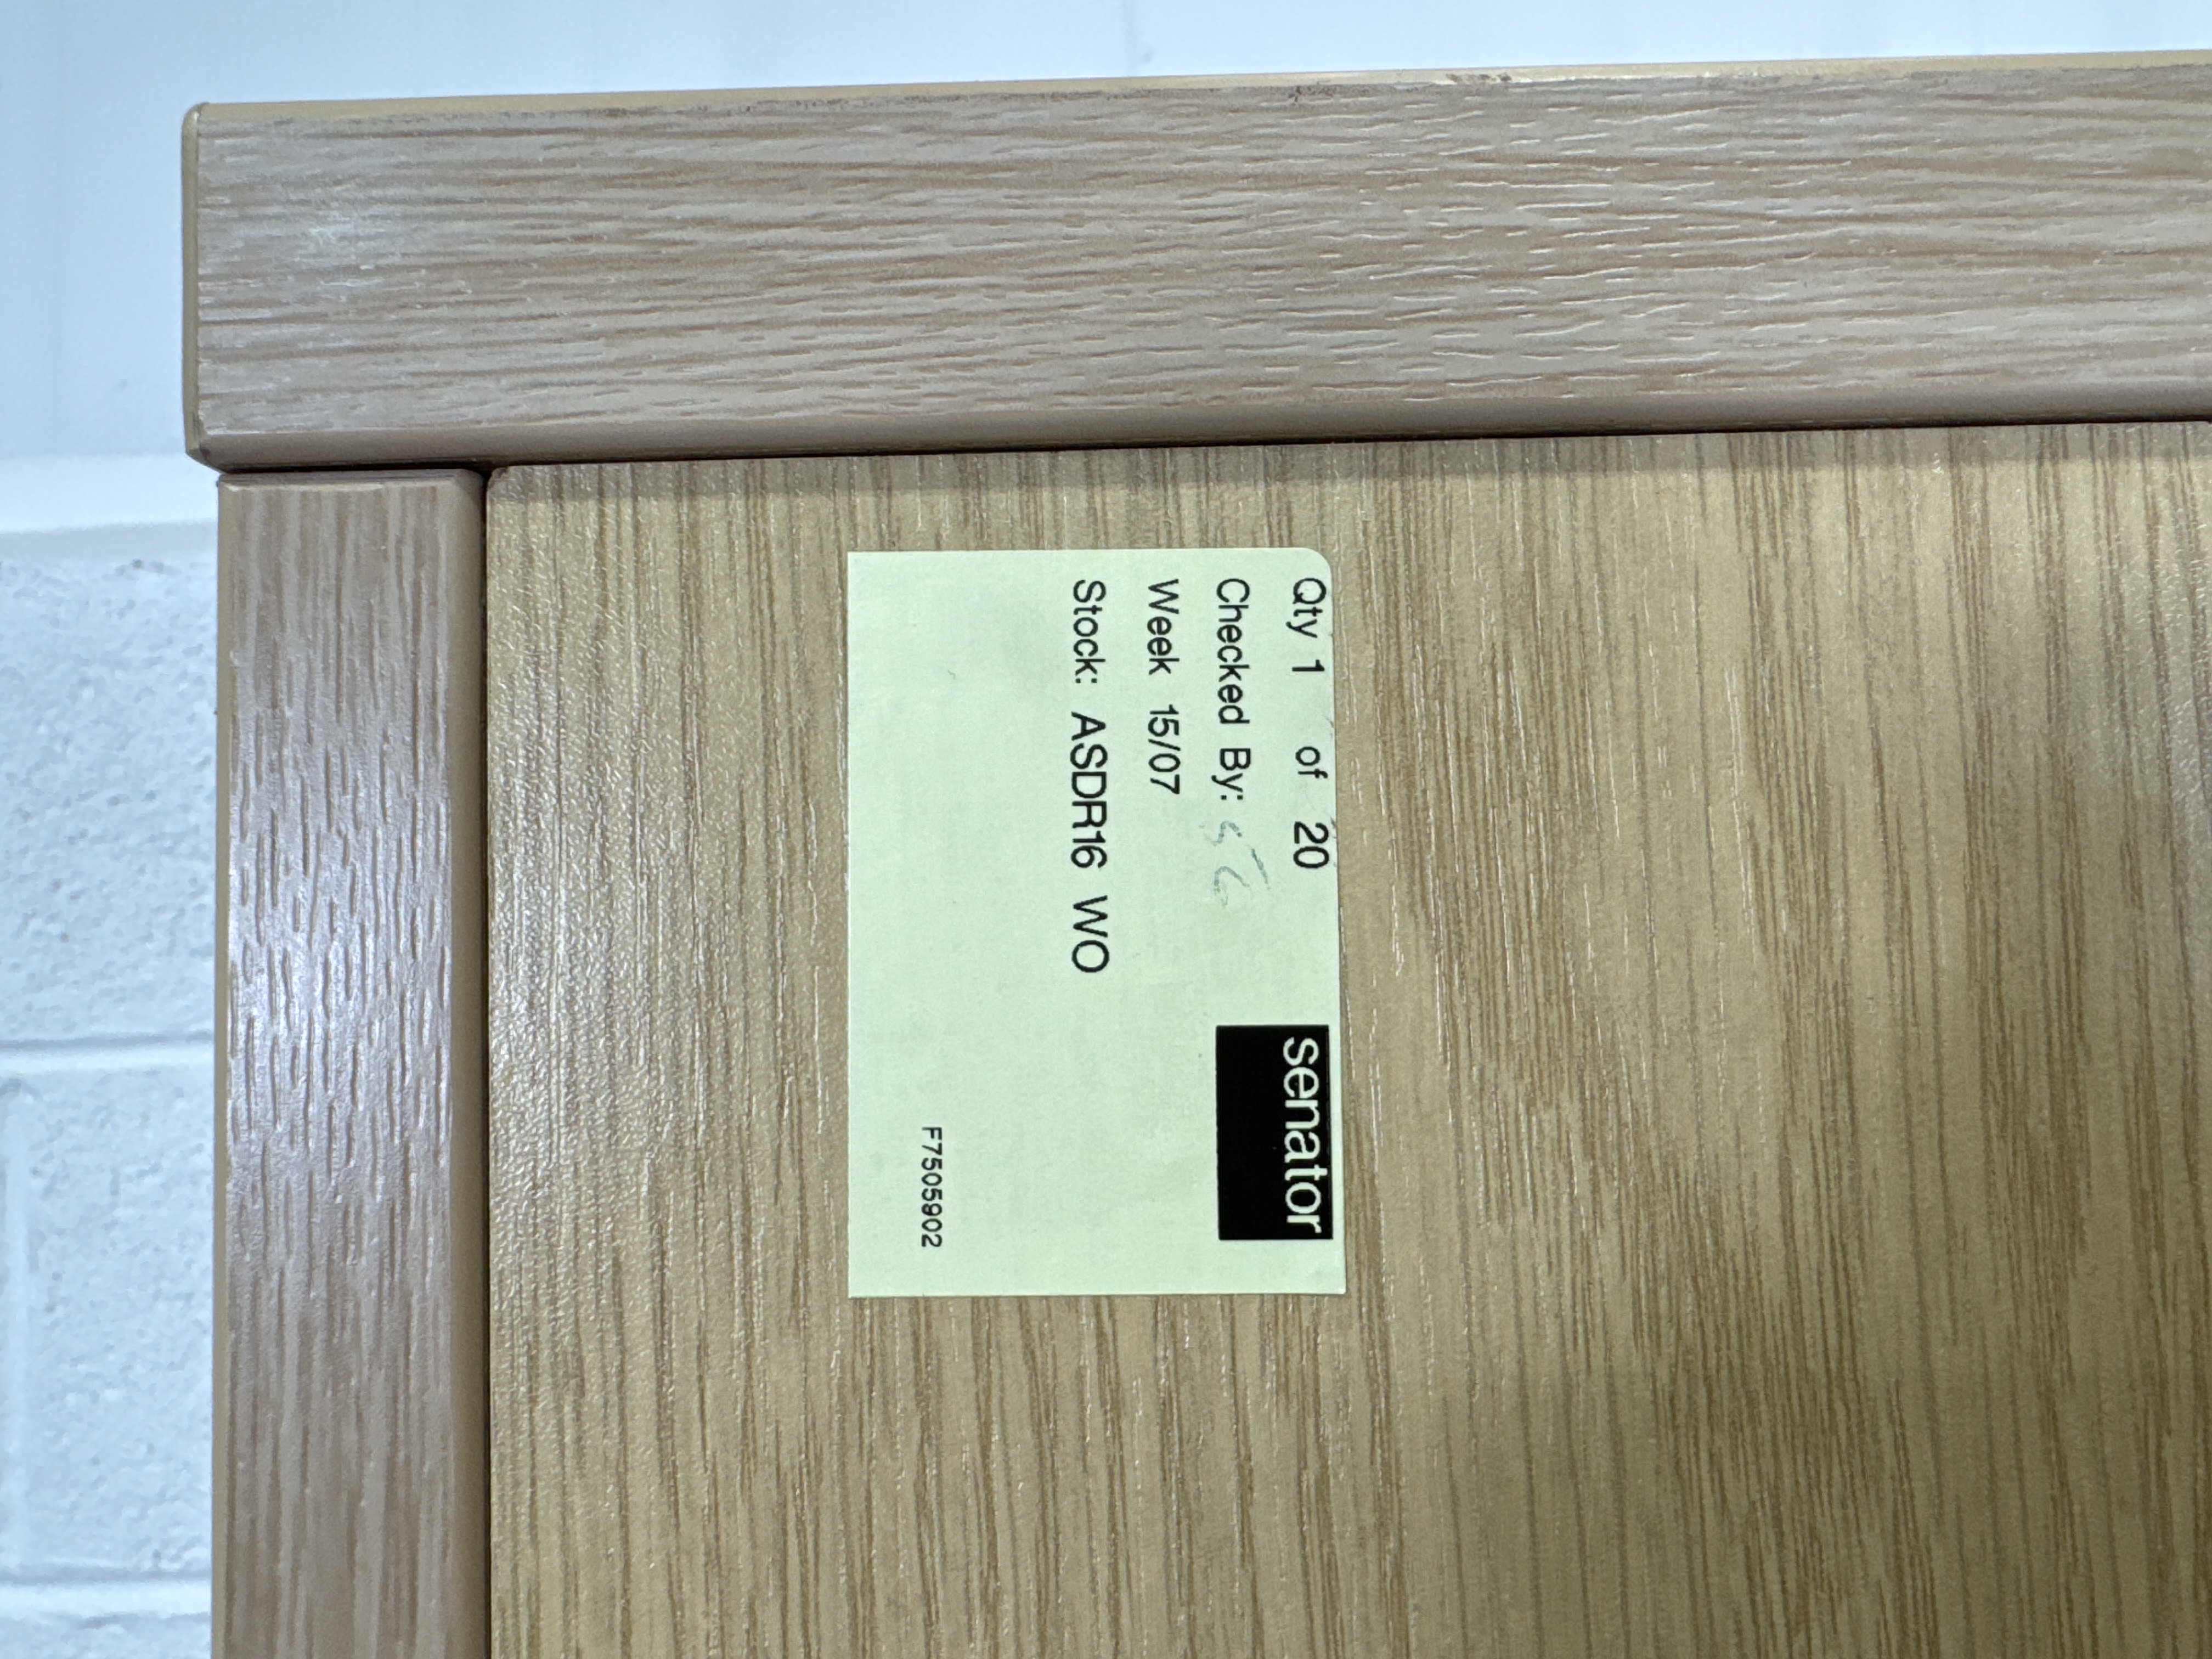 Qty 1 of 20
senator
Checked By:
Week 15/07
Stock: ASDR16 WO
F7505902